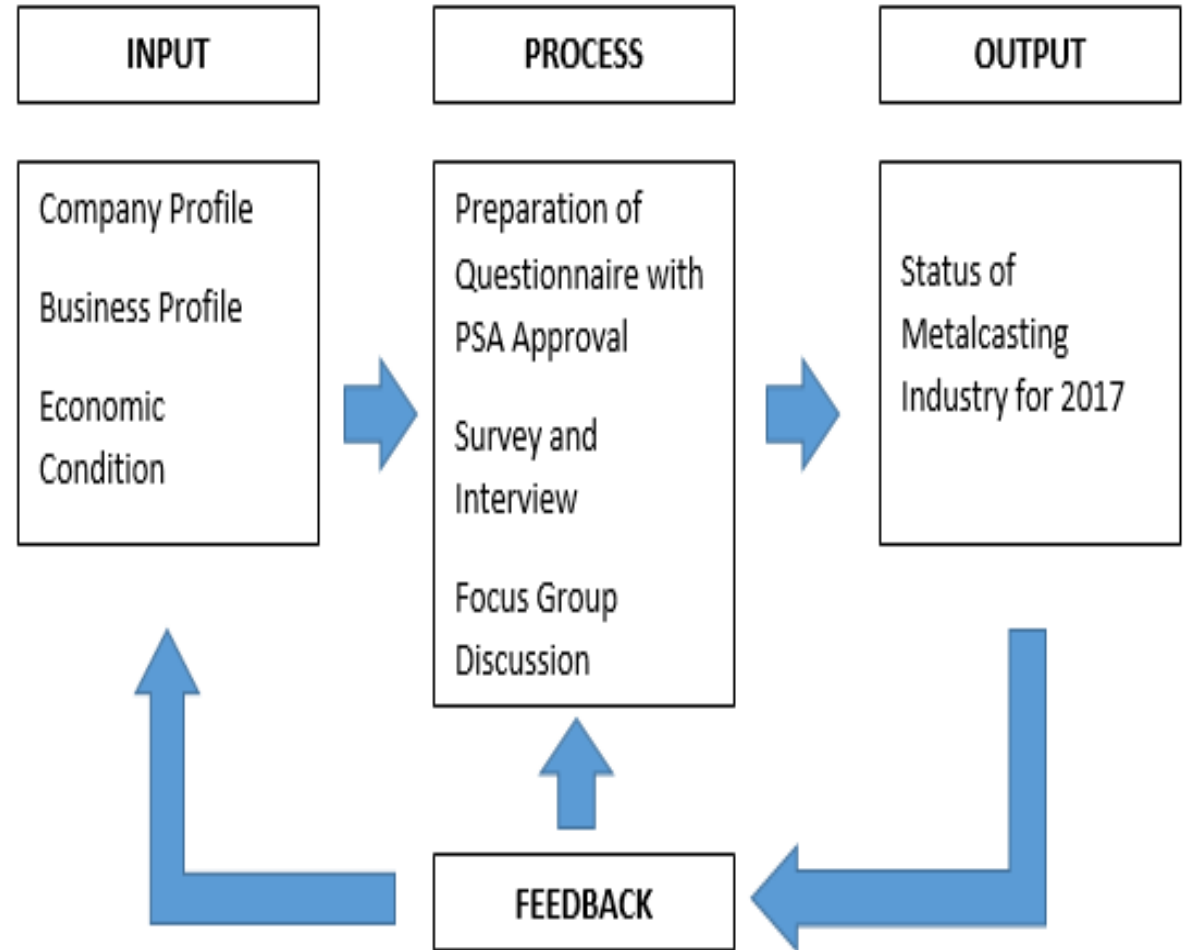 INPUT
PROCESS
OUTPUT
Company Profile
Business Profile
Economic
Condition
Preparation of
Questionnaire with
PSA Approval
Survey and
Interview
Focus Group
Discussion
Status of
Metalcasting
Industry for 2017
FEEDBACK